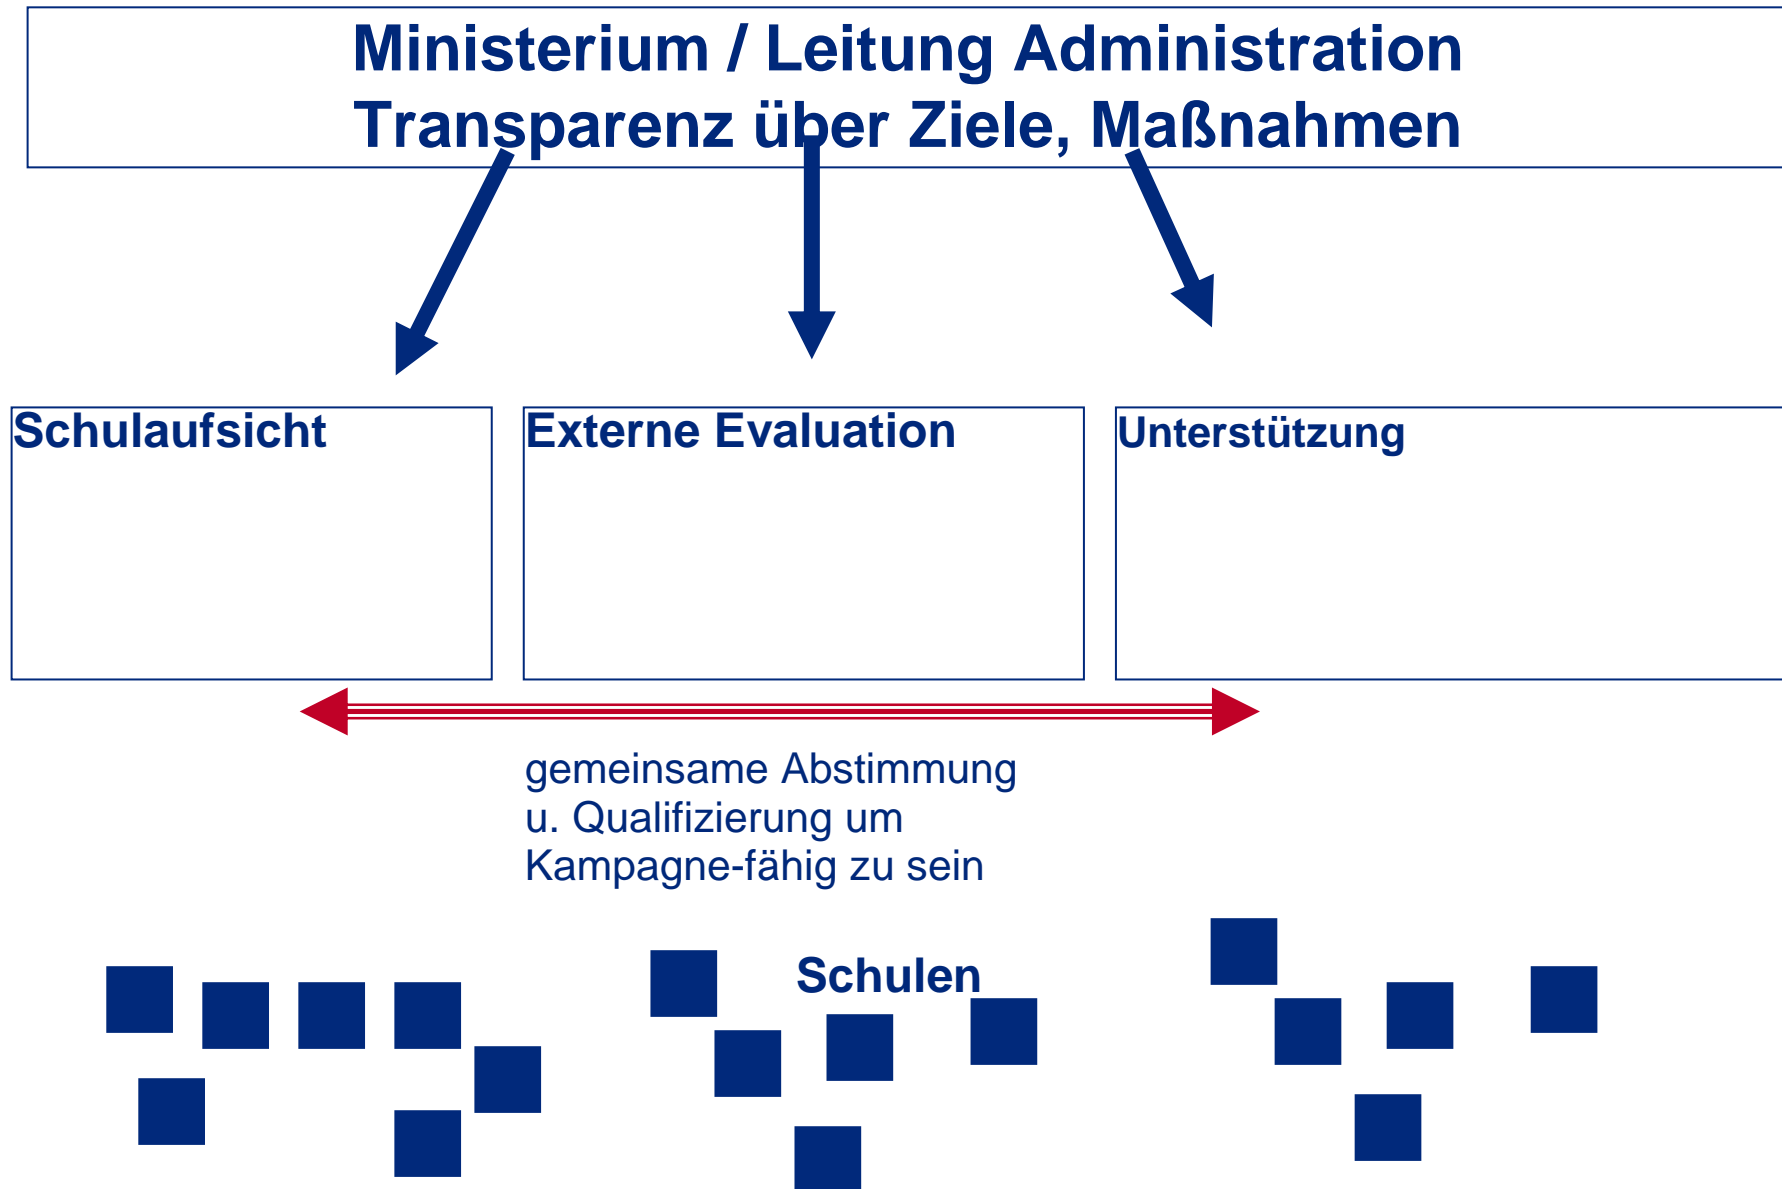 Ministerium / Leitung Administration
Transparenz über Ziele, Maßnahmen
Schulaufsicht
Externe Evaluation
Unterstützung
gemeinsame Abstimmung
u. Qualifizierung um
Kampagne-fähig zu sein
Schulen